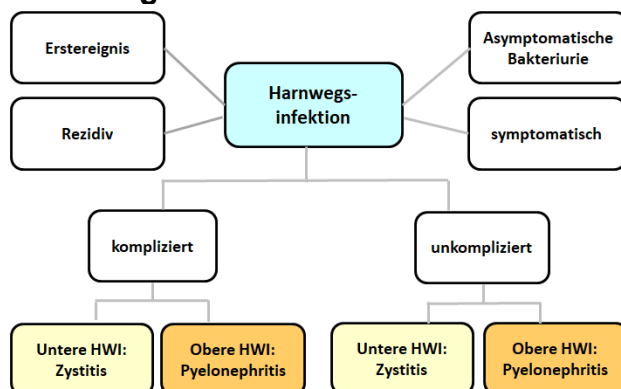 Erstereignis
Asymptomatische
Bakteriurie
Harnwegs-
infektion
Rezidiv
symptomatisch
kompliziert
unkompliziert
Untere HWI:
Zystitis
Obere HWI:
Pyelonephritis
Untere HWI:
Zystitis
Obere HWI:
Pyelonephritis